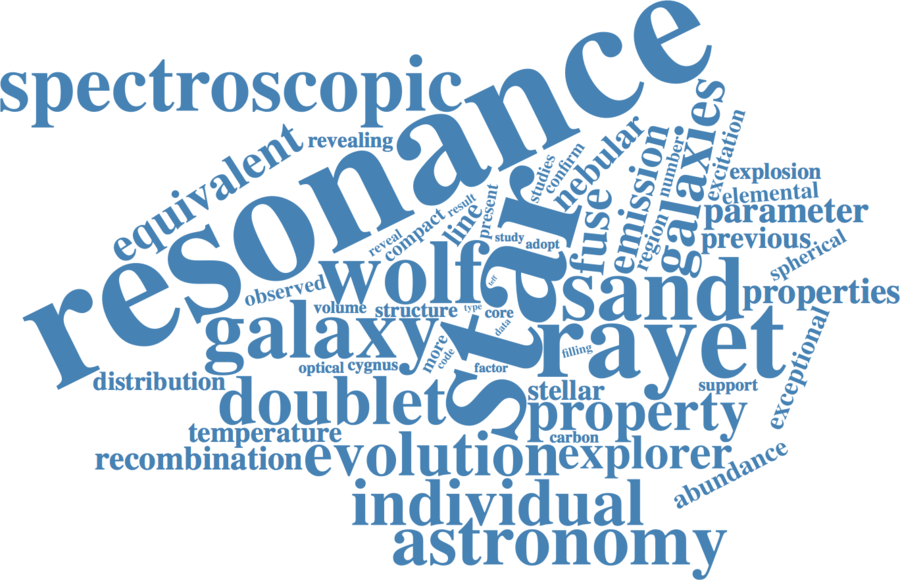 resonance
spectroscopic
revealing
equivalent
star
nebular
studies
confirm
emission
number
galaxies
excitation
explosion
elemental
parameter
previous
spherical
region
fuse
present
result
line
compact
reveal
study
adopt
observed
wolf
volume
structure
type
core
data
sand
properties
galaxy
rayet
more
code
filling
optical
cygnus
factor
exceptional
distribution
support
stellar
doublet
property
temperature
carbon
recombination
evolution
explorer
abundance
individual
astronomy